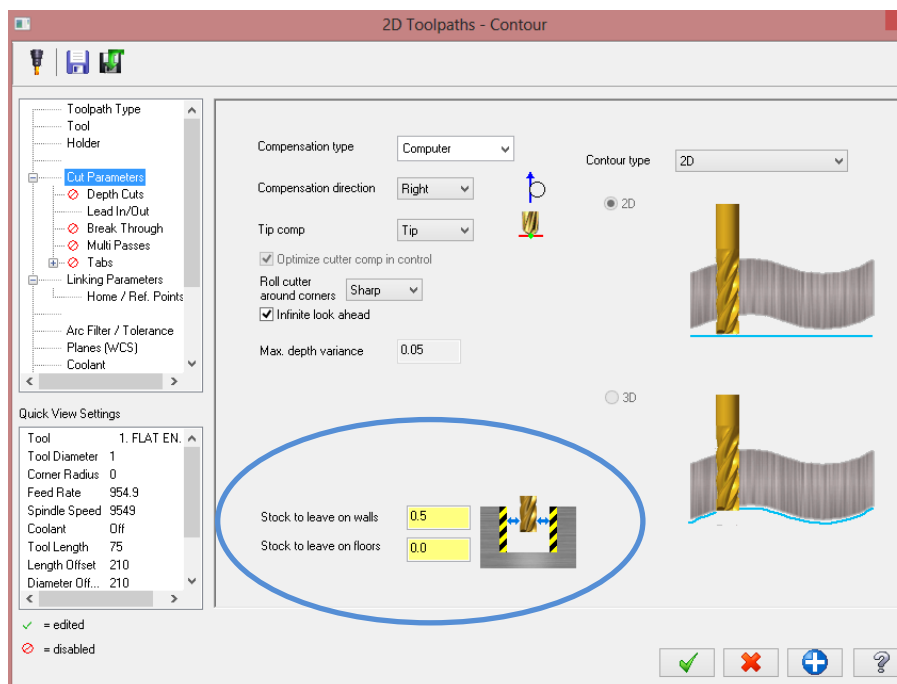 2D Toolpaths - Contour
Toolpath Type
Tool
Holder
Cut Parameters
Depth Cuts
Lead In/Out
Break Through
Multi Passes
Tabs
Linking Parameters
Home / Ref. Points
Arc Filter / Tolerance
Planes (WCS)
Coolant
Quick View Settings
Tool 1. FLAT EN.
Tool Diameter 1
Corner Radius 0
Feed Rate 954.9
Spindle Speed 9549
Coolant Off
Tool Length 75
Length Offset 210
Diameter Off... 210
= edited
= disabled
Compensation type Computer
Compensation direction Right
Tip comp Tip
Optimize cutter comp in control
Roll cutter
around corners Sharp
Infinite look ahead
Max. depth variance 0.05
Stock to leave on walls 0.5
Stock to leave on floors 0.0
Contour type 2D
2D
3D